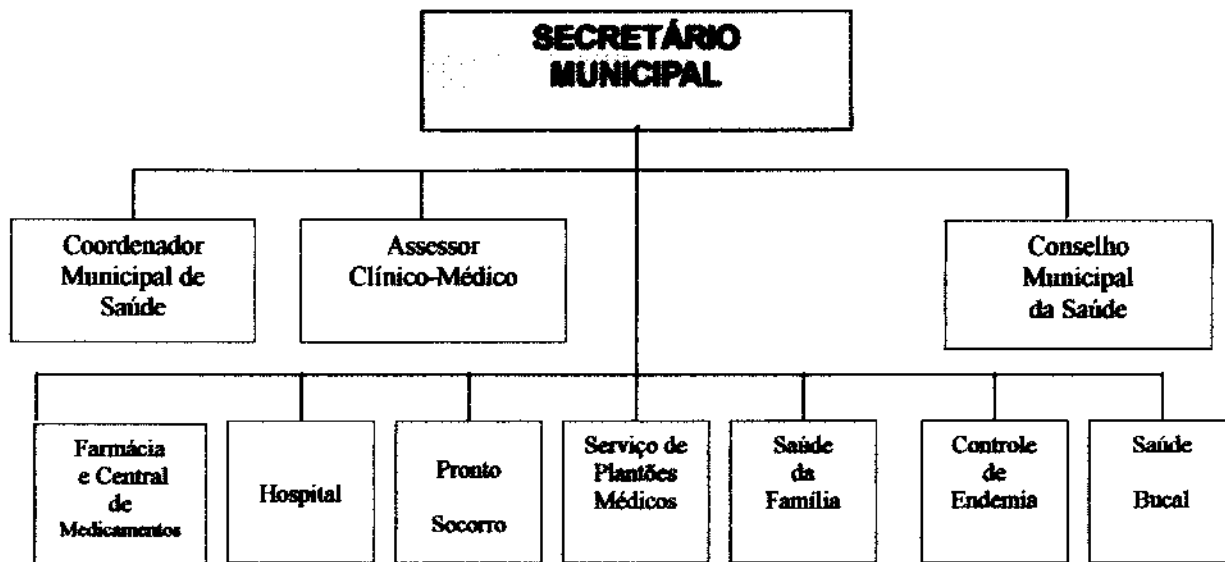 SECRETÁRIO
MUNICIPAL
Coordenador
Municipal de
Saúde
Assessor
Clínico-Médico
Conselho
Municipal
da Saúde
Farmácia
e Central
de
Medicamentos
Hospital
Pronto
Socorro
Serviço de
Plantões
Médicos
Saúde
da
Família
Controle
de
Endemia
Saúde
Bucal